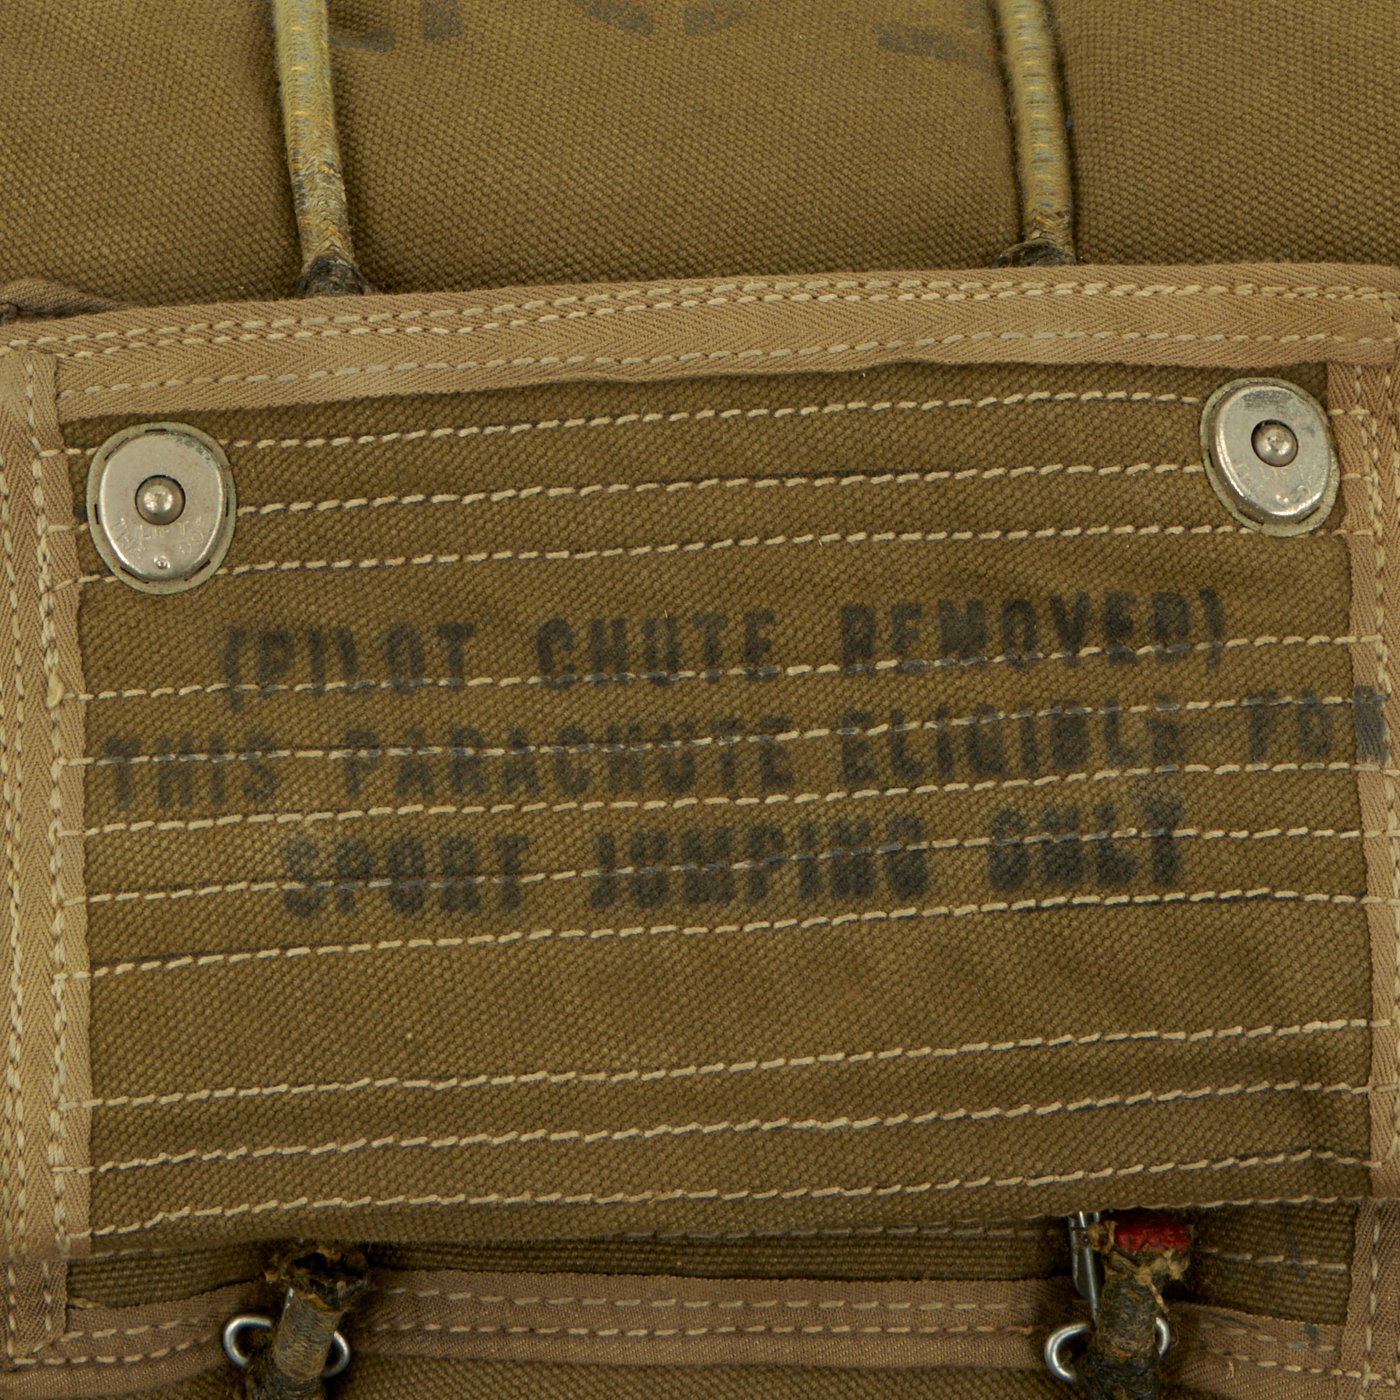 (PILOT CHUTE REMOVED)
THIS PARACHUTE ELIGIBLE FOR
SPORT JUMPING ONLY